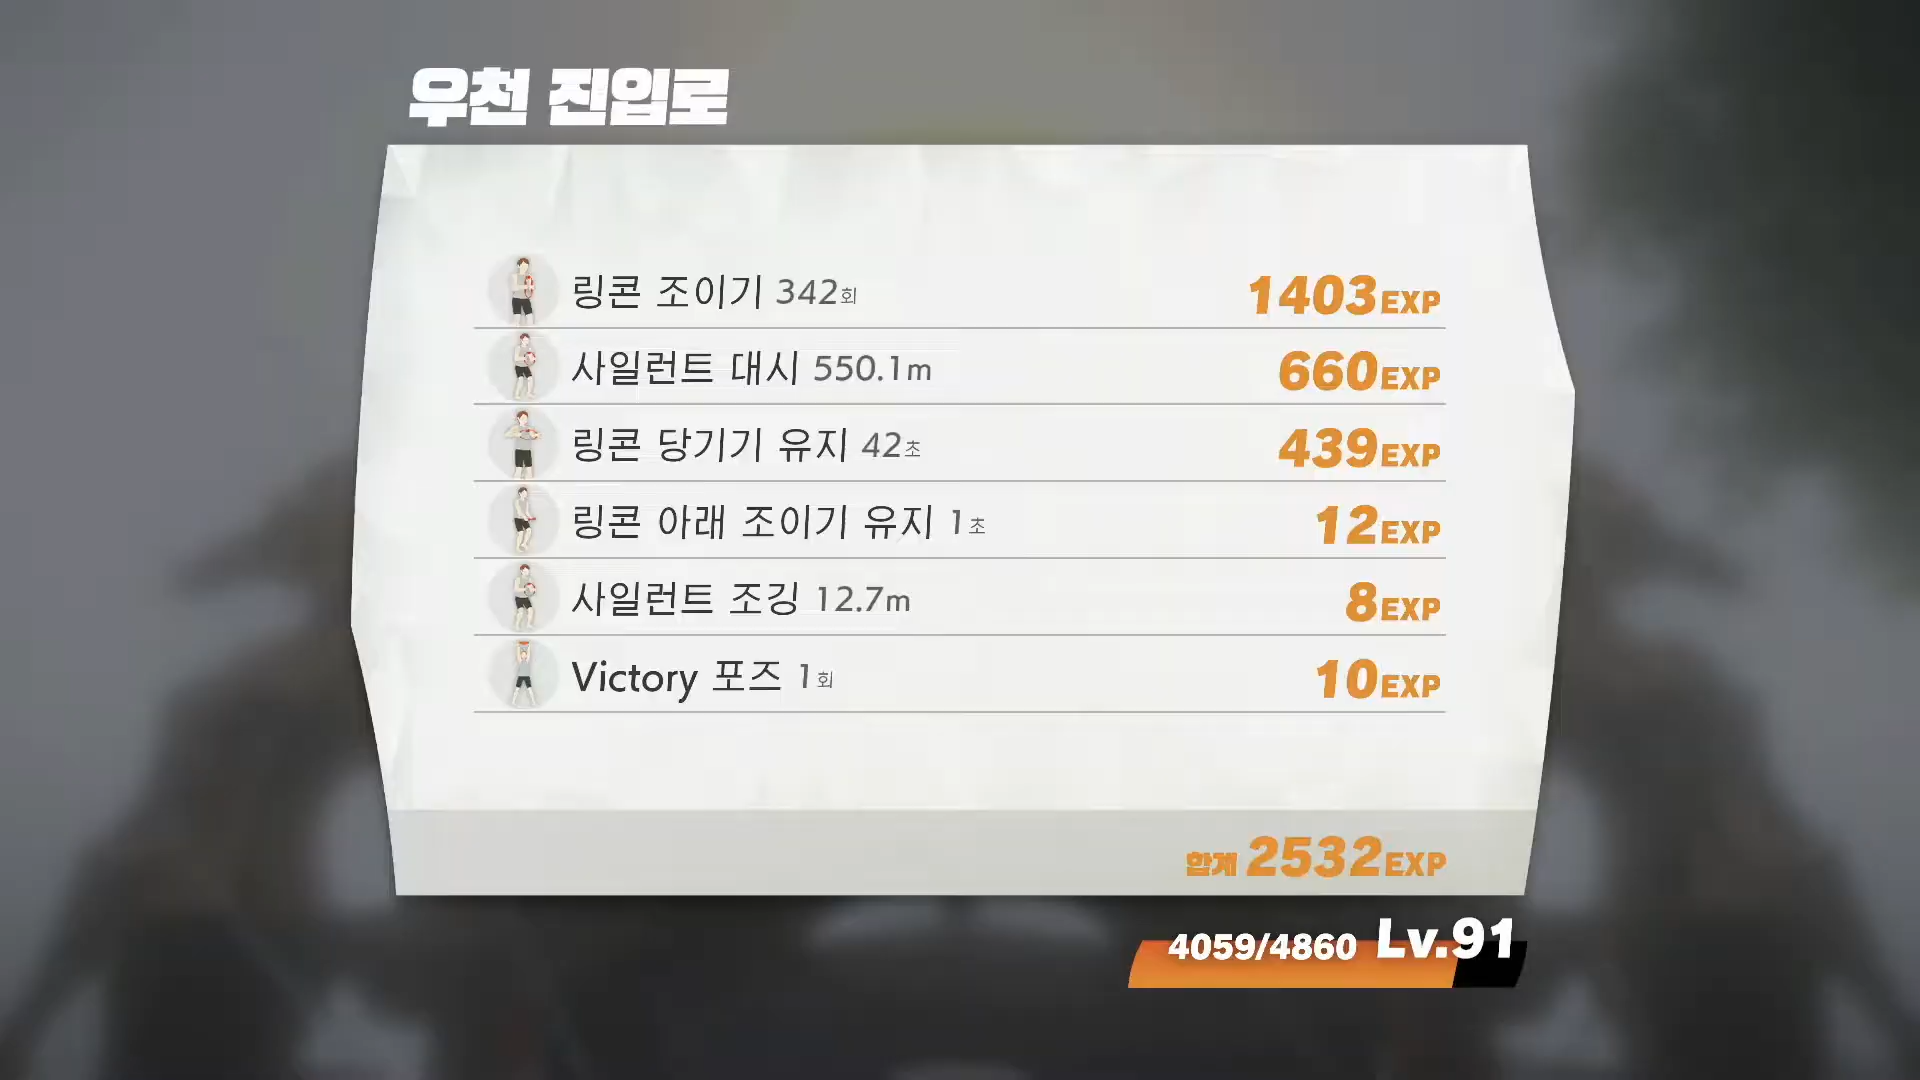 우천 진입로
링콘 조이기 342회 1403EXP
사일런트 대시 550.1m 660EXP
링콘 당기기 유지 42초 439EXP
링콘 아래 조이기 유지 1초 12EXP
사일런트 조깅 12.7m 8EXP
Victory 포즈 1회 10EXP
합계 2532EXP
4059/4860 Lv.91